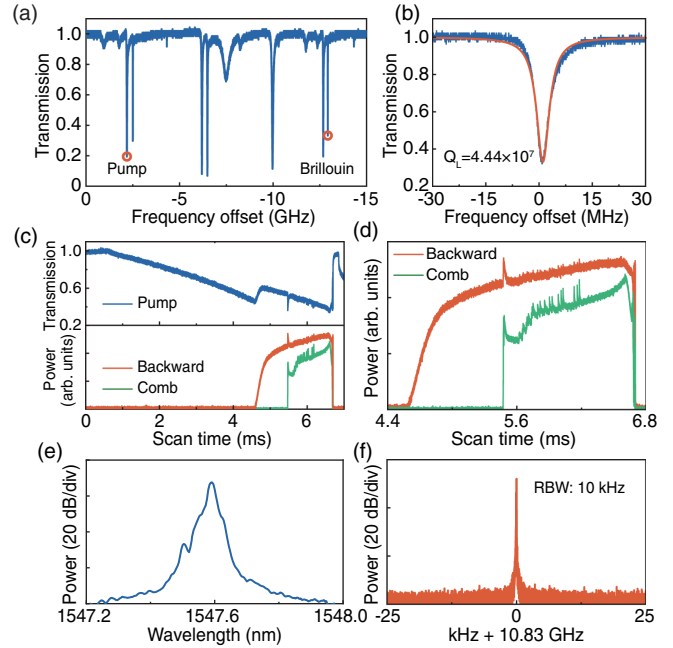 (a)
(b)
1.0
0.8
0.6
0.4
0.2
0
Transmission
Pump
Brillouin
0
-5
-10
-15
Frequency offset (GHz)
1.0
0.8
0.6
0.4
0.2
Transmission
Q_L=4.44×10⁷
-30
-15
0
15
30
Frequency offset (MHz)
(c)
(d)
1.0
0.6
0.2
Transmission
Pump
Power
(arb. units)
Backward
Comb
0
2
4
6
Scan time (ms)
Backward
Comb
Power (arb. units)
4.4
5.6
6.8
Scan time (ms)
(e)
(f)
Power (20 dB/div)
1547.2
1547.6
1548.0
Wavelength (nm)
RBW: 10 kHz
Power (20 dB/div)
-25
0
25
kHz + 10.83 GHz